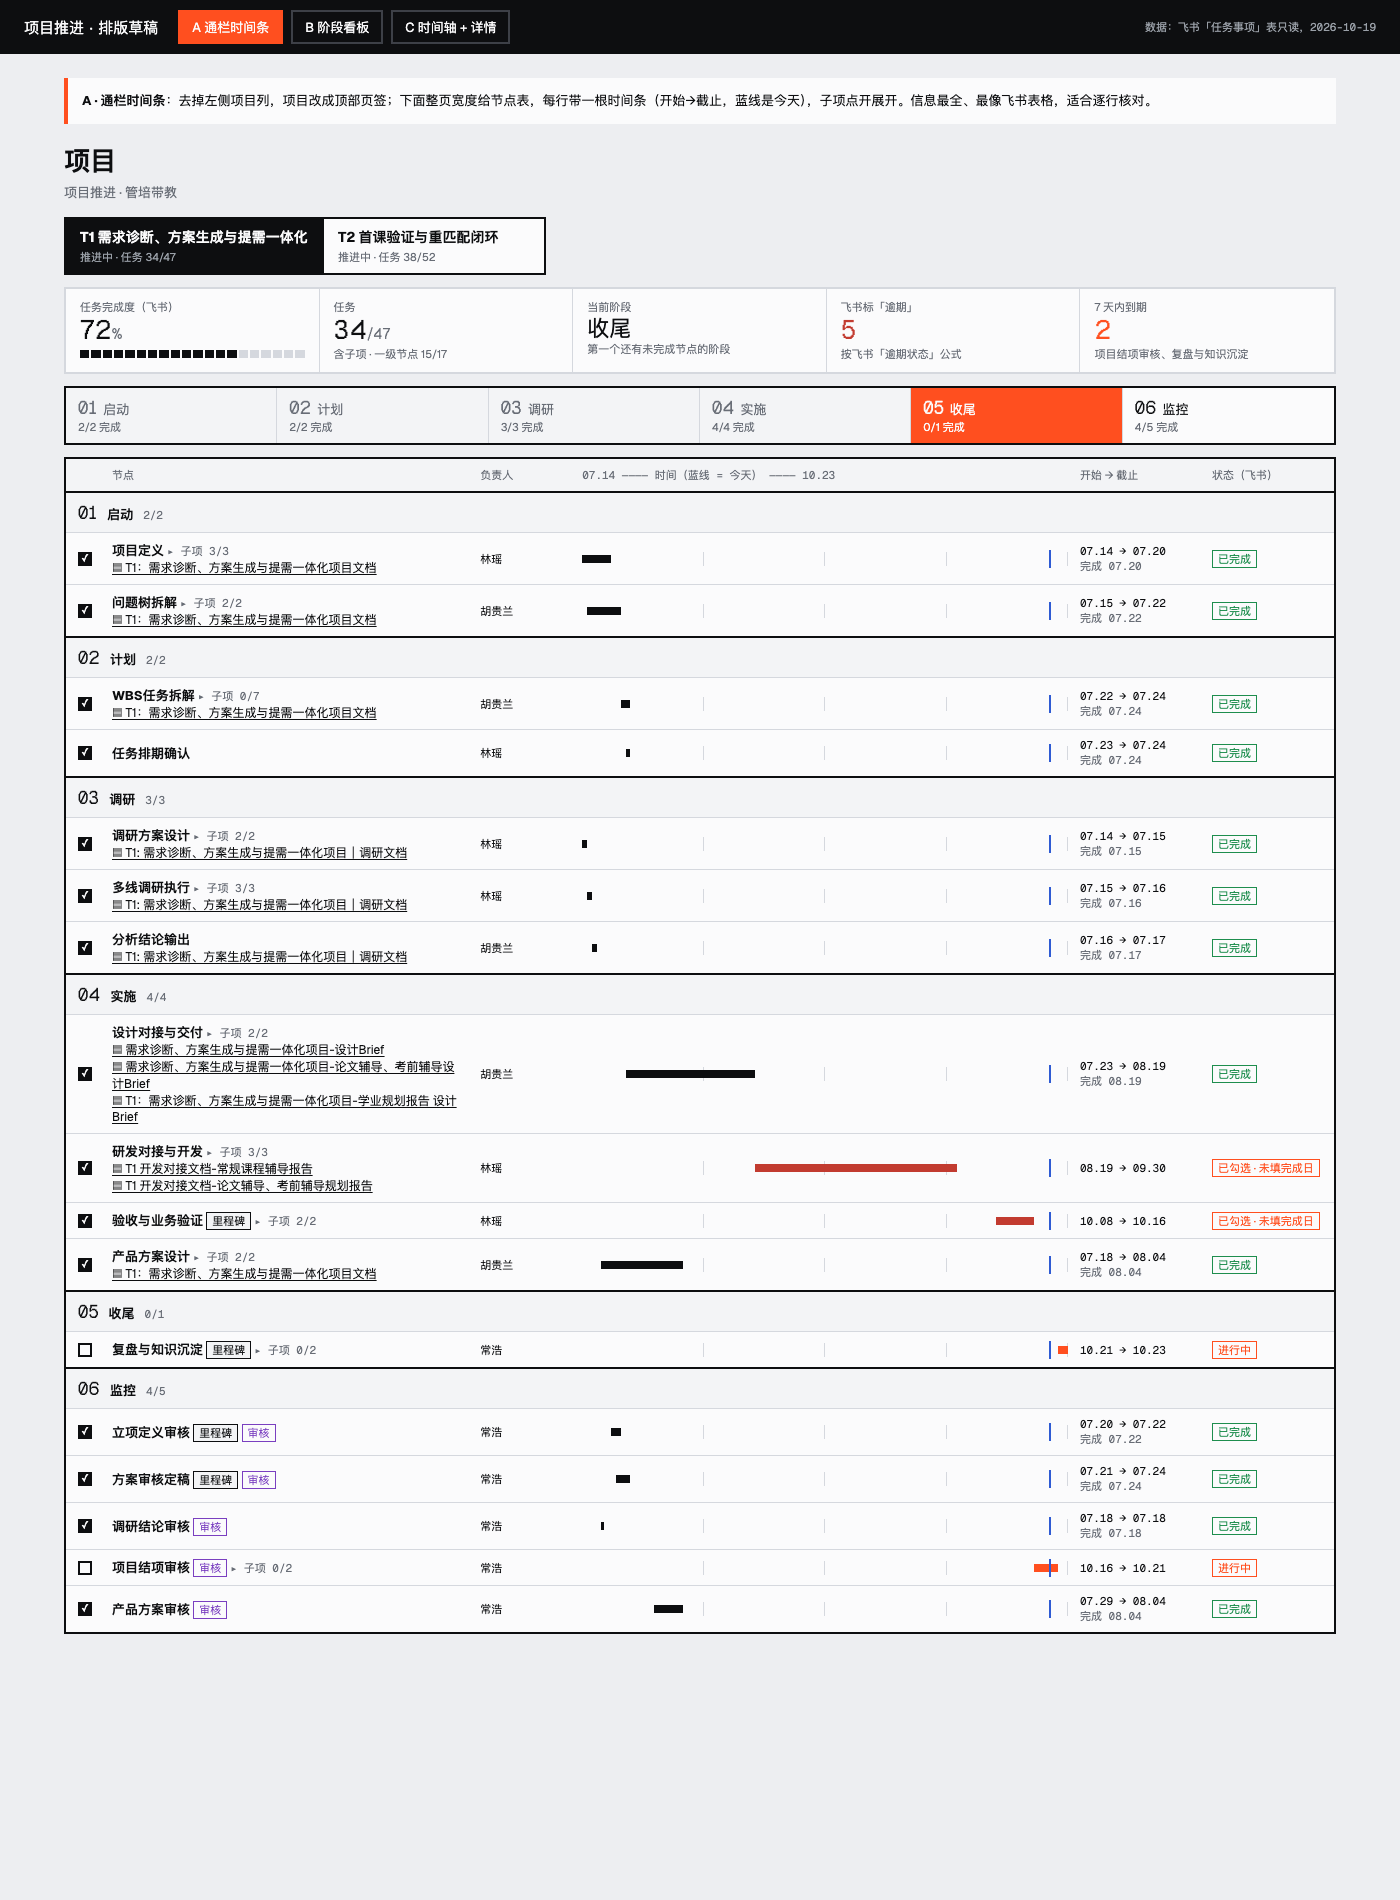 项目推进 · 排版草稿
A 通栏时间条
B 阶段看板
C 时间轴 + 详情
数据: 飞书「任务事项」表只读, 2026-10-19
A · 通栏时间条：去掉左侧项目列，项目改成顶部页签；下面整页宽度给节点表，每行带一根时间条（开始→截止，蓝线是今天），子项点开展开。信息最全、最像飞书表格，适合逐行核对。
项目
项目推进 · 管培带教
T1 需求诊断、方案生成与提需一体化
推进中 · 任务 34/47
T2 首课验证与重匹配闭环
推进中 · 任务 38/52
任务完成度（飞书）
72%
任务
34/47
含子项 · 一级节点 15/17
当前阶段
收尾
第一个还有未完成节点的阶段
飞书标「逾期」
5
按飞书「逾期状态」公式
7 天内到期
2
项目结项审核、复盘与知识沉淀
01 启动
2/2 完成
02 计划
2/2 完成
03 调研
3/3 完成
04 实施
4/4 完成
05 收尾
0/1 完成
06 监控
4/5 完成
节点 负责人 07.14 ──── 时间（蓝线 = 今天） ──── 10.23 开始 → 截止 状态（飞书）
01 启动 2/2
项目定义 ▸ 子项 3/3
▤ T1：需求诊断、方案生成与提需一体化项目文档
林瑶
07.14 → 07.20
完成 07.20
已完成
问题树拆解 ▸ 子项 2/2
▤ T1：需求诊断、方案生成与提需一体化项目文档
胡贵兰
07.15 → 07.22
完成 07.22
已完成
02 计划 2/2
WBS任务拆解 ▸ 子项 0/7
▤ T1：需求诊断、方案生成与提需一体化项目文档
胡贵兰
07.22 → 07.24
完成 07.24
已完成
任务排期确认
林瑶
07.23 → 07.24
完成 07.24
已完成
03 调研 3/3
调研方案设计 ▸ 子项 2/2
▤ T1: 需求诊断、方案生成与提需一体化项目 | 调研文档
林瑶
07.14 → 07.15
完成 07.15
已完成
多线调研执行 ▸ 子项 3/3
▤ T1: 需求诊断、方案生成与提需一体化项目 | 调研文档
林瑶
07.15 → 07.16
完成 07.16
已完成
分析结论输出
▤ T1: 需求诊断、方案生成与提需一体化项目 | 调研文档
胡贵兰
07.16 → 07.17
完成 07.17
已完成
04 实施 4/4
设计对接与交付 ▸ 子项 2/2
▤ 需求诊断、方案生成与提需一体化项目-设计Brief
▤ 需求诊断、方案生成与提需一体化项目-论文辅导、考前辅导设
计Brief
▤ T1：需求诊断、方案生成与提需一体化项目-学业规划报告 设计
Brief
胡贵兰
07.23 → 08.19
完成 08.19
已完成
研发对接与开发 ▸ 子项 3/3
▤ T1 开发对接文档-常规课程辅导报告
▤ T1 开发对接文档-论文辅导、考前辅导规划报告
林瑶
08.19 → 09.30
已勾选 · 未填完成日
验收与业务验证 里程碑 ▸ 子项 2/2
林瑶
10.08 → 10.16
已勾选 · 未填完成日
产品方案设计 ▸ 子项 2/2
▤ T1：需求诊断、方案生成与提需一体化项目文档
胡贵兰
07.18 → 08.04
完成 08.04
已完成
05 收尾 0/1
复盘与知识沉淀 里程碑 ▸ 子项 0/2
常浩
10.21 → 10.23
进行中
06 监控 4/5
立项定义审核 里程碑 审核
常浩
07.20 → 07.22
完成 07.22
已完成
方案审核定稿 里程碑 审核
常浩
07.21 → 07.24
完成 07.24
已完成
调研结论审核 审核
常浩
07.18 → 07.18
完成 07.18
已完成
项目结项审核 审核 ▸ 子项 0/2
常浩
10.16 → 10.21
进行中
产品方案审核 审核
常浩
07.29 → 08.04
完成 08.04
已完成